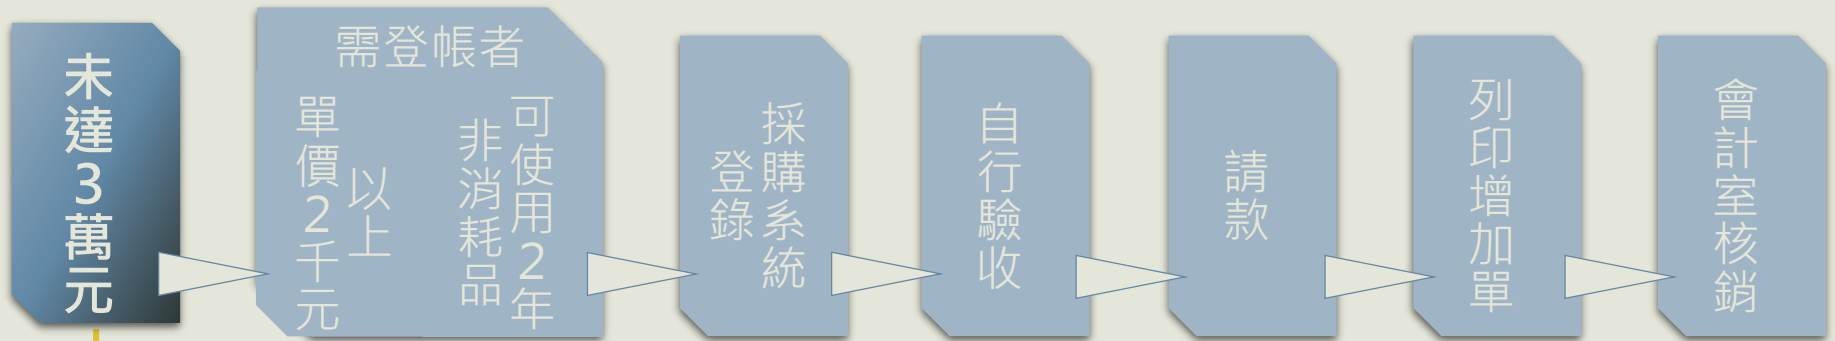 未達3萬元
需登帳者
單價2千元
以上
可使用2年
非消耗品
採購系統
登錄
自行驗收
請款
列印增加單
會計室核銷